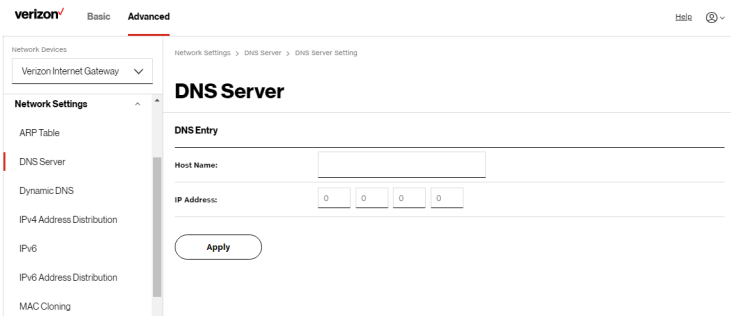 verizon✓ Basic Advanced Help
Network Devices
Verizon Internet Gateway
Network Settings
ARP Table
DNS Server
Dynamic DNS
IPv4 Address Distribution
IPv6
IPv6 Address Distribution
MAC Cloning
Network Settings > DNS Server > DNS Server Setting
DNS Server
DNS Entry
Host Name:
IP Address: 0 0 0 0
Apply